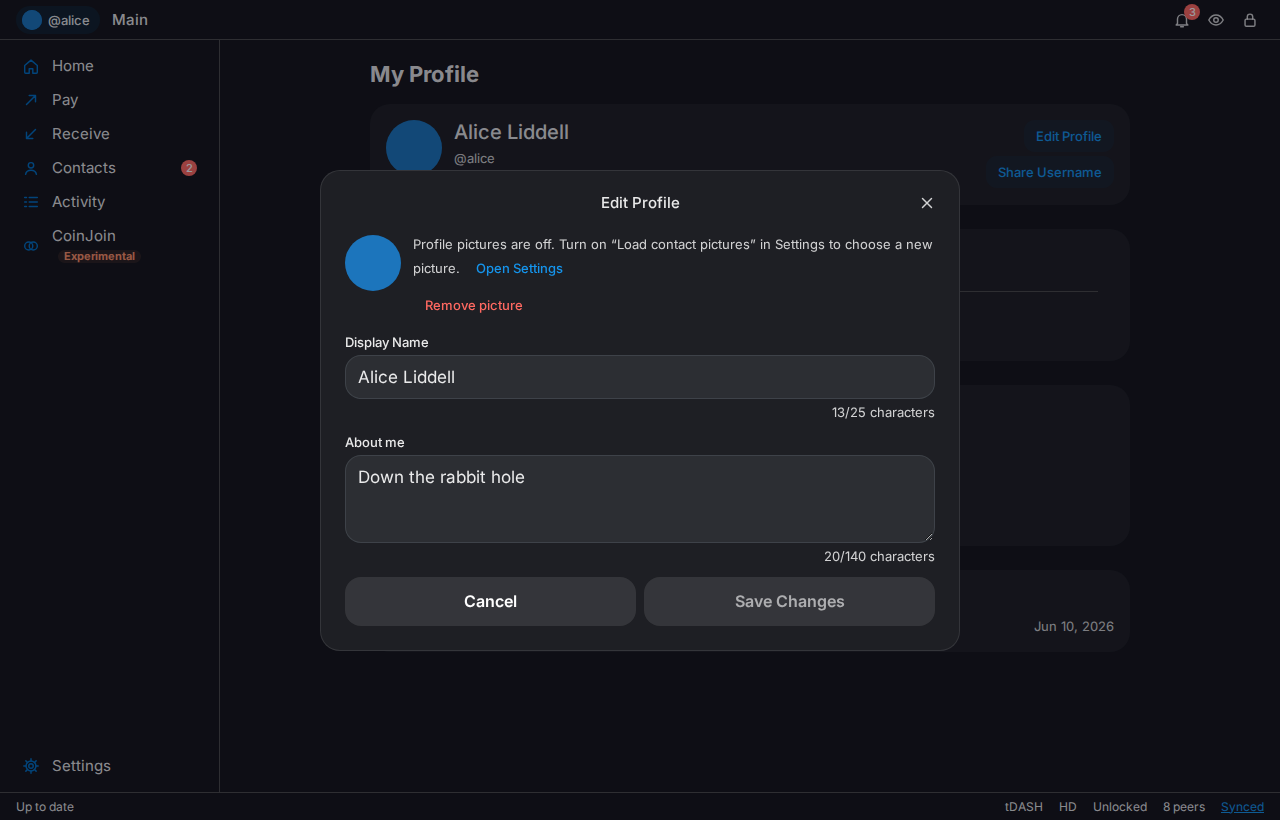 @alice
Main
3
Home
Pay
Receive
Contacts
2
Activity
CoinJoin
Experimental
Settings
My Profile
Alice Liddell
@alice
Edit Profile
Share Username
Edit Profile
Profile pictures are off. Turn on “Load contact pictures” in Settings to choose a new
picture. Open Settings
Remove picture
Display Name
Alice Liddell
13/25 characters
About me
Down the rabbit hole
20/140 characters
Cancel
Save Changes
Jun 10, 2026
Up to date
tDASH
HD
Unlocked
8 peers
Synced